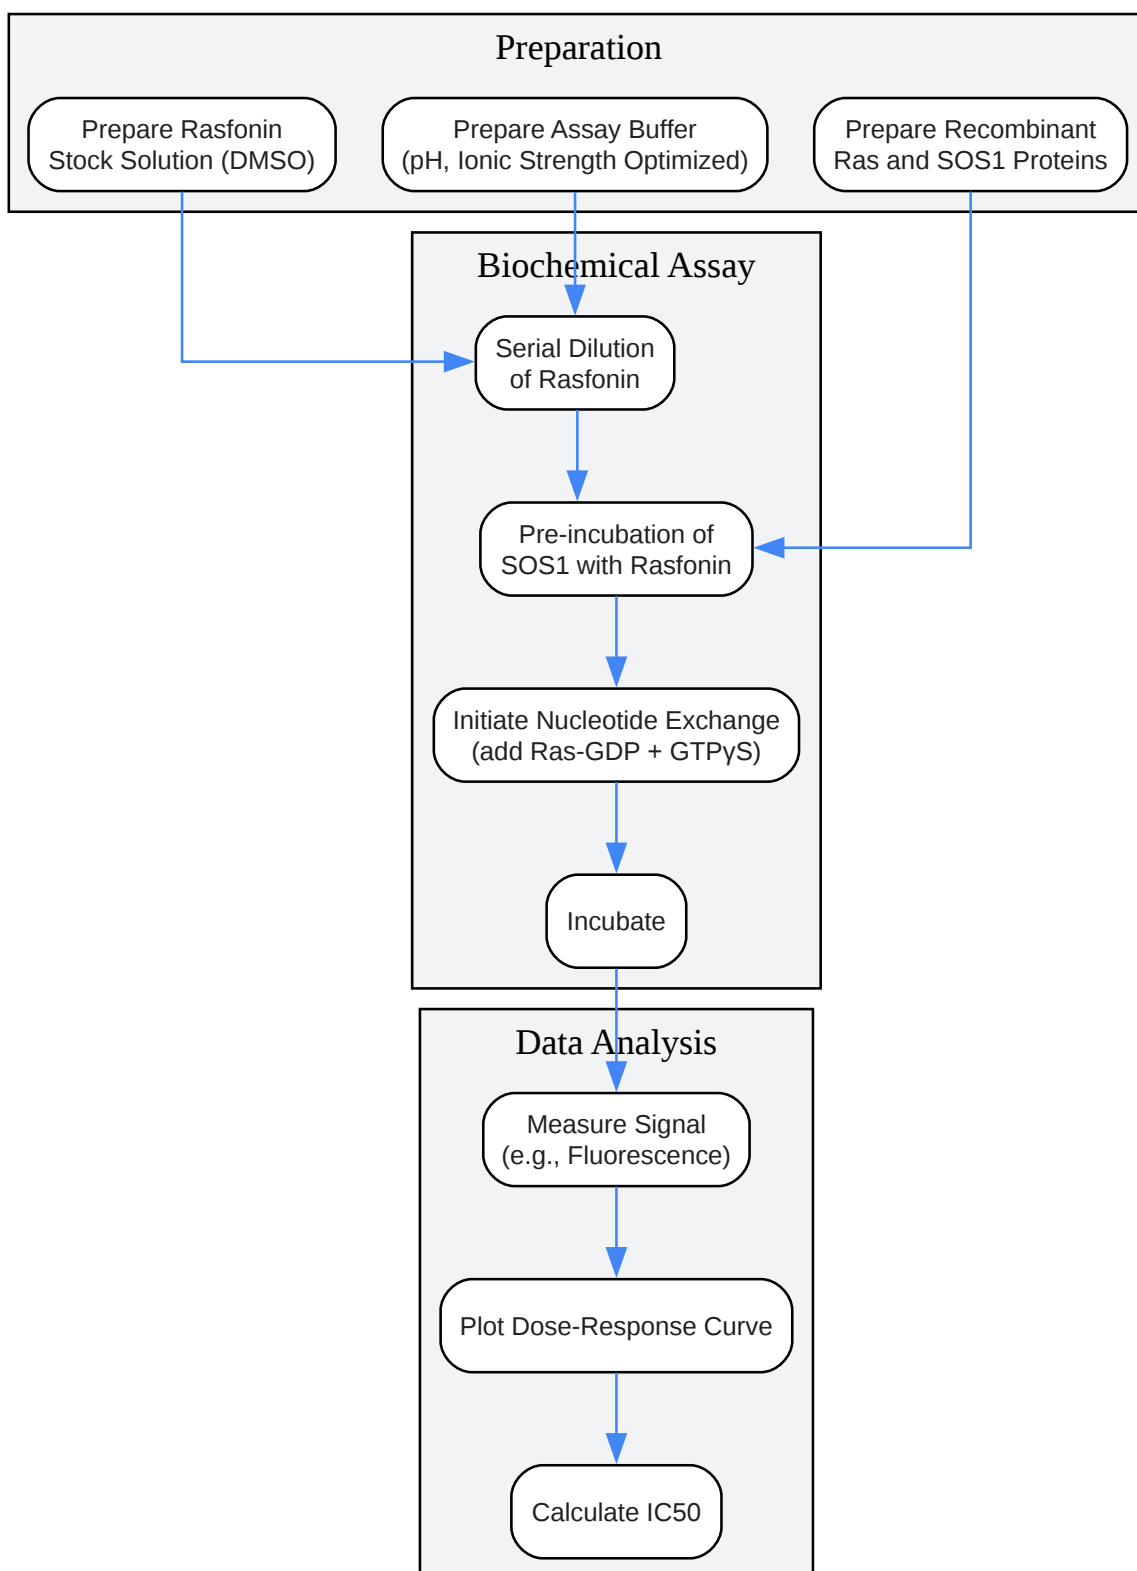 Preparation
Prepare Rasfonin
Stock Solution (DMSO)
Prepare Assay Buffer
(pH, Ionic Strength Optimized)
Prepare Recombinant
Ras and SOS1 Proteins
Biochemical Assay
Serial Dilution
of Rasfonin
Pre-incubation of
SOS1 with Rasfonin
Initiate Nucleotide Exchange
(add Ras-GDP + GTPγS)
Incubate
Data Analysis
Measure Signal
(e.g., Fluorescence)
Plot Dose-Response Curve
Calculate IC50